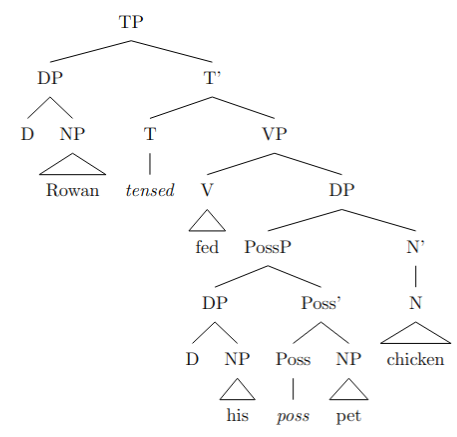 TP
DP T'
D NP T VP
Rowan tensed V DP
fed PossP N'
DP Poss' N
D NP Poss NP chicken
his poss pet